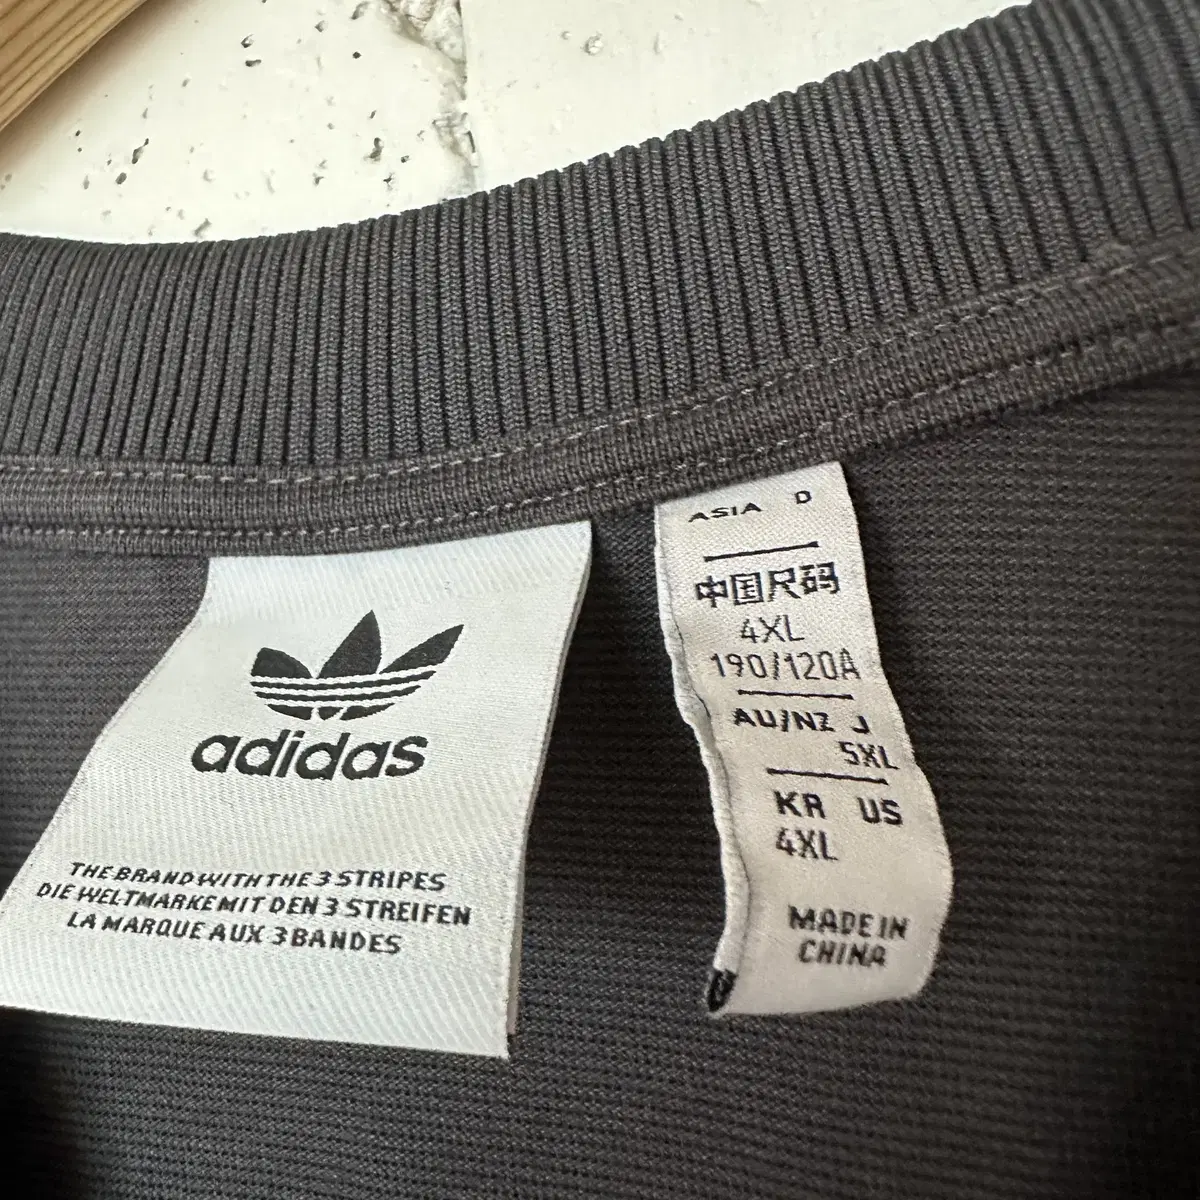 adidas
THE BRAND WITH THE 3 STRIPES
DIE WELTMARKE MIT DEN 3 STREIFEN
LA MARQUE AUX 3 BANDES
ASIA D
中国尺码
4XL
190/120A
AU/NZ J
5XL
KR US
4XL
MADE IN
CHINA